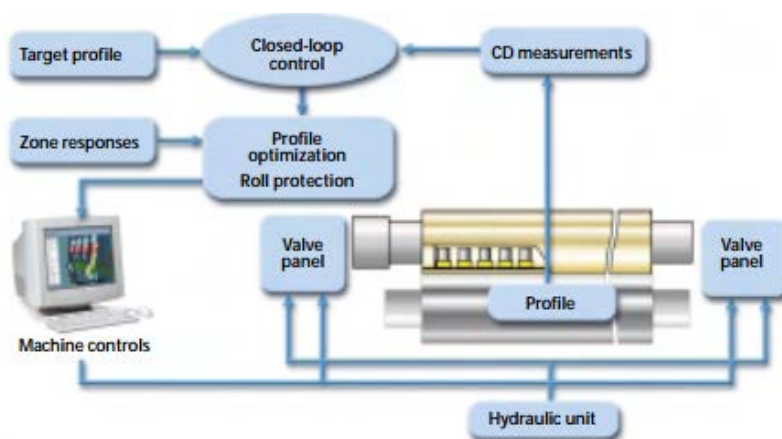 Target profile
Closed-loop
control
CD measurements
Zone responses
Profile
optimization
Roll protection
Valve
panel
Valve
panel
Profile
Machine controls
Hydraulic unit